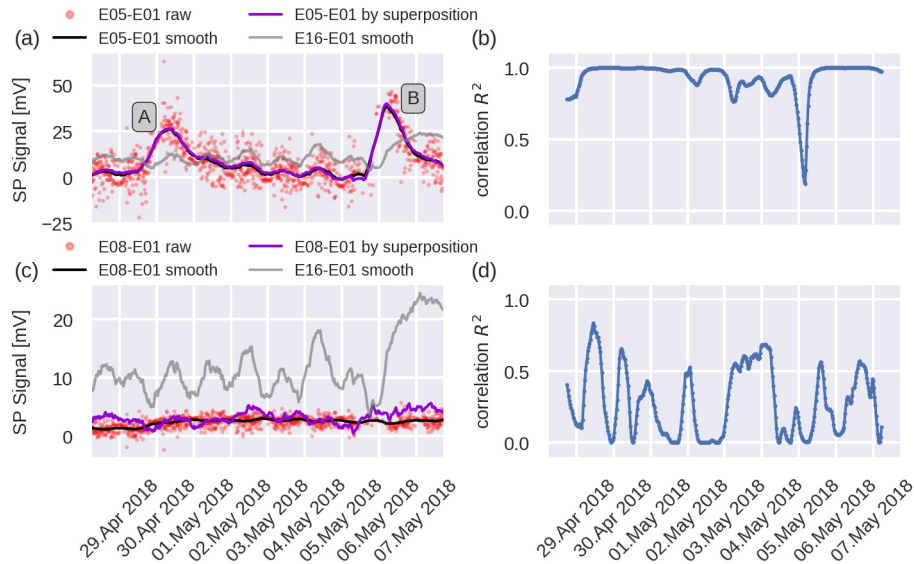 E05-E01 raw
E05-E01 by superposition
E05-E01 smooth
E16-E01 smooth
(a)
(b)
SP Signal [mV]
50
25
0
−25
A
B
correlation R²
1.0
0.5
0.0
E08-E01 raw
E08-E01 by superposition
E08-E01 smooth
E16-E01 smooth
(c)
(d)
SP Signal [mV]
20
10
0
correlation R²
1.0
0.5
0.0
29.Apr 2018
30.Apr 2018
01.May 2018
02.May 2018
03.May 2018
04.May 2018
05.May 2018
06.May 2018
07.May 2018
29.Apr 2018
30.Apr 2018
01.May 2018
02.May 2018
03.May 2018
04.May 2018
05.May 2018
06.May 2018
07.May 2018